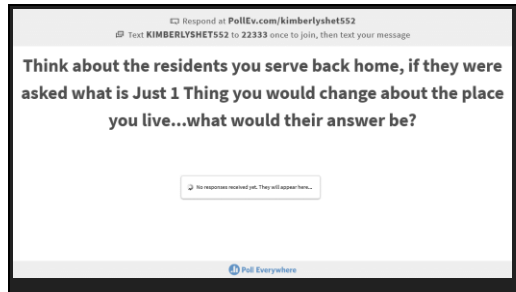 Respond at PollEv.com/kimberlyshet552
Text KIMBERLYSHET552 to 22333 once to join, then text your message
Think about the residents you serve back home, if they were
asked what is Just 1 Thing you would change about the place
you live...what would their answer be?
No responses received yet. They will appear here...
Poll Everywhere